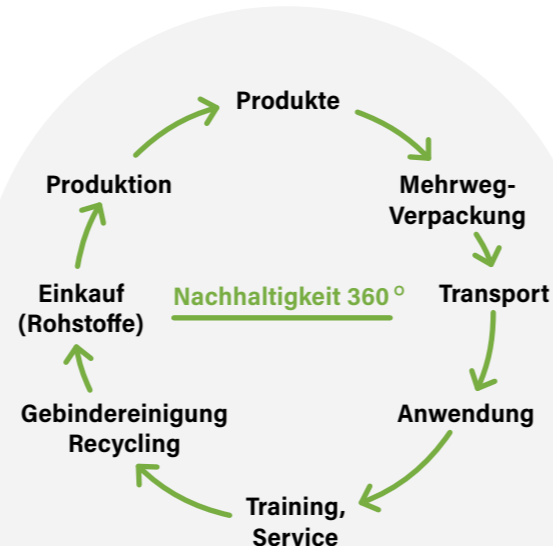 Produkte
Mehrweg-
Verpackung
Transport
Anwendung
Training,
Service
Gebindereinigung
Recycling
Einkauf
(Rohstoffe)
Produktion
Nachhaltigkeit 360°